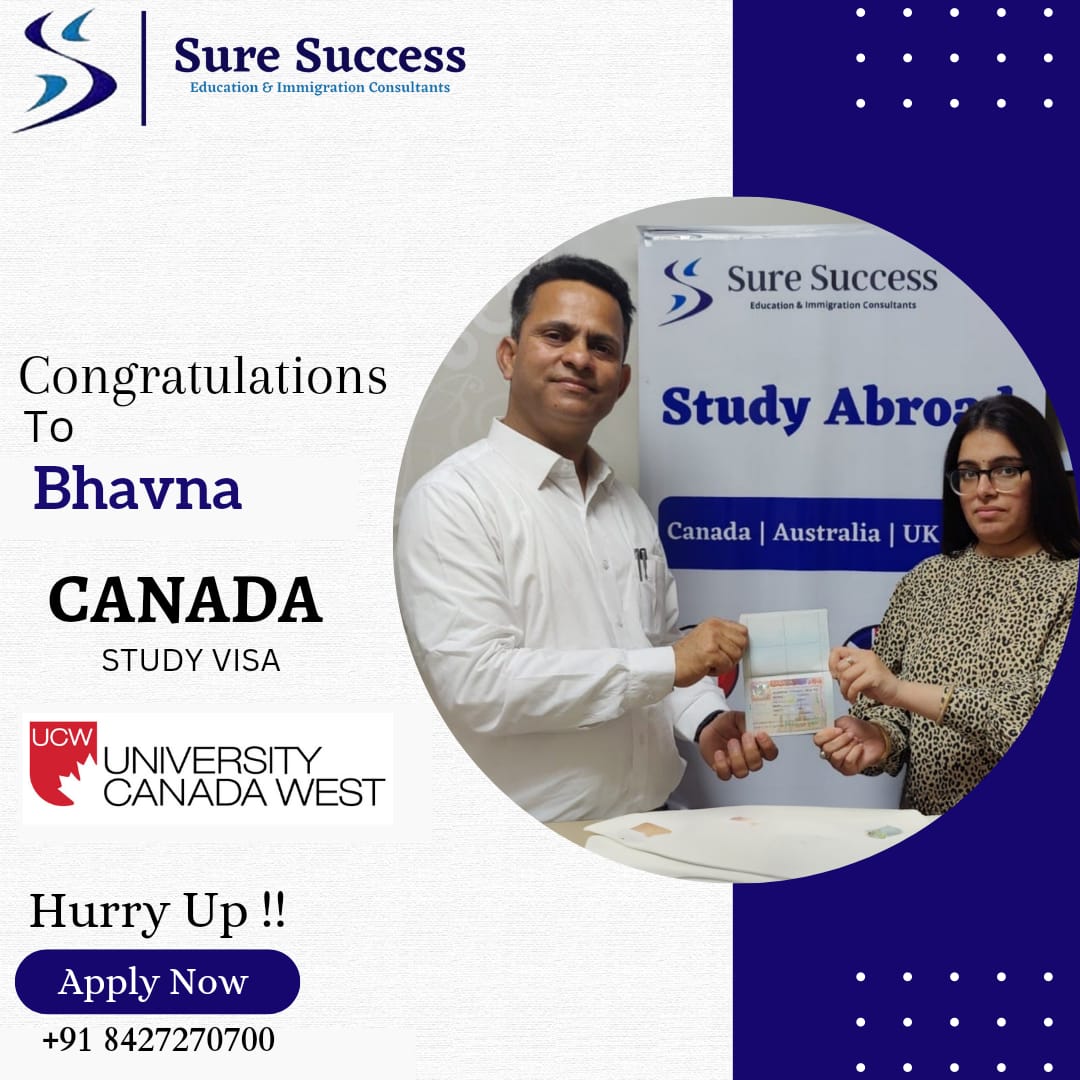 Sure Success
Education & Immigration Consultants
Congratulations
To
Bhavna
CANADA
STUDY VISA
UCW
UNIVERSITY
CANADA WEST
Hurry Up !!
Apply Now
+91 8427270700
Sure Success
Education & Immigration Consultants
Study Abroad
Canada | Australia | UK